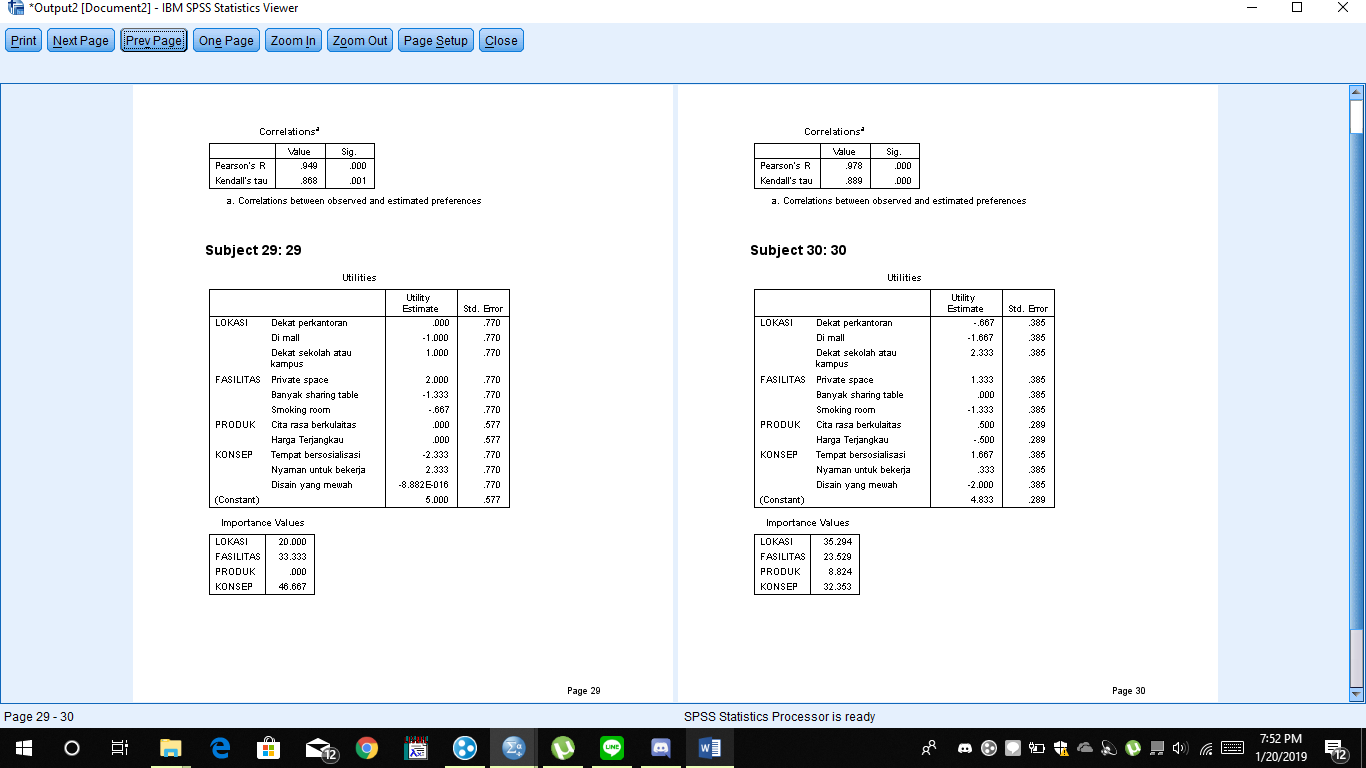 *Output2 [Document2] - IBM SPSS Statistics Viewer
Print Next Page Prev Page One Page Zoom In Zoom Out Page Setup Close
Correlationsa
Value Sig.
Pearson's R .949 .000
Kendall's tau .868 .001
a. Correlations between observed and estimated preferences
Subject 29: 29
Utilities
Utility
Estimate Std. Error
LOKASI Dekat perkantoran .000 .770
Di mall -1.000 .770
Dekat sekolah atau 1.000 .770
kampus
FASILITAS Private space 2.000 .770
Banyak sharing table -1.333 .770
Smoking room -.667 .770
PRODUK Cita rasa berkulaitas .000 .577
Harga Terjangkau .000 .577
KONSEP Tempat bersosialisasi -2.333 .770
Nyaman untuk bekerja 2.333 .770
Disain yang mewah -8.882E-016 .770
(Constant) 5.000 .577
Importance Values
LOKASI 20.000
FASILITAS 33.333
PRODUK .000
KONSEP 46.667
Page 29
Correlationsa
Value Sig.
Pearson's R .978 .000
Kendall's tau .889 .000
a. Correlations between observed and estimated preferences
Subject 30: 30
Utilities
Utility
Estimate Std. Error
LOKASI Dekat perkantoran -.667 .385
Di mall -1.667 .385
Dekat sekolah atau 2.333 .385
kampus
FASILITAS Private space 1.333 .385
Banyak sharing table .000 .385
Smoking room -1.333 .385
PRODUK Cita rasa berkulaitas .500 .289
Harga Terjangkau -.500 .289
KONSEP Tempat bersosialisasi 1.667 .385
Nyaman untuk bekerja .333 .385
Disain yang mewah -2.000 .385
(Constant) 4.833 .289
Importance Values
LOKASI 35.294
FASILITAS 23.529
PRODUK 8.824
KONSEP 32.353
Page 30
Page 29 - 30
SPSS Statistics Processor is ready
12
LINE
7:52 PM
1/20/2019
12